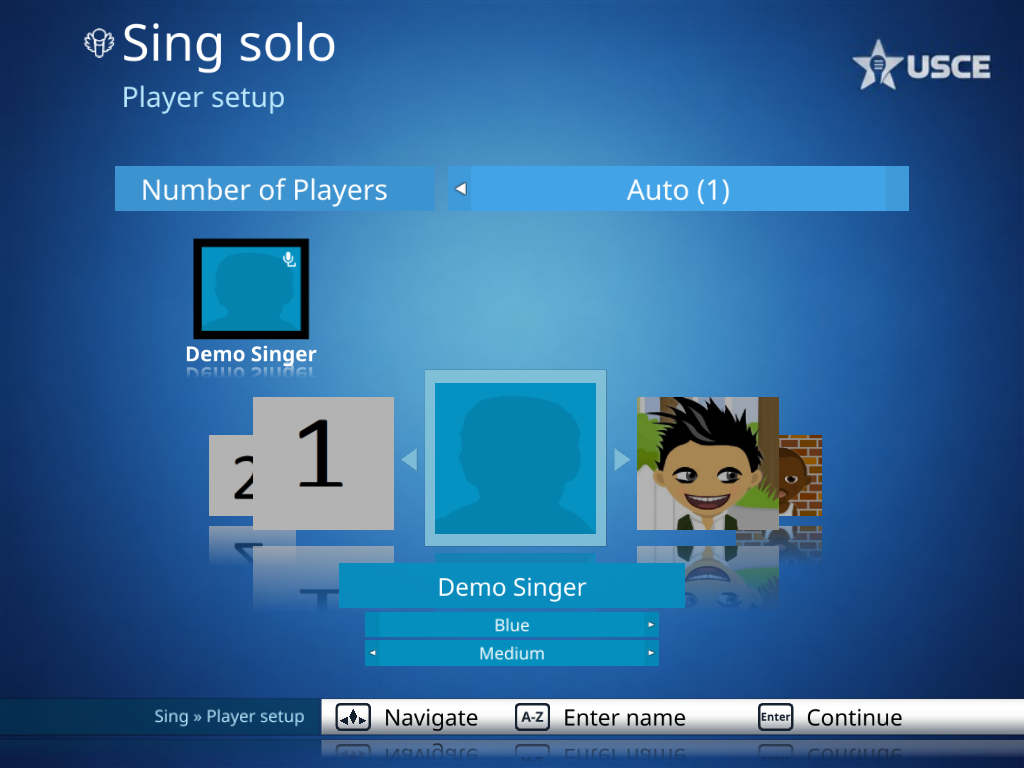 Sing solo
USCE
Player setup
Number of Players
Auto (1)
Demo Singer
2
1
Demo Singer
Blue
Medium
Sing » Player setup
Navigate
A-Z
Enter name
Enter
Continue